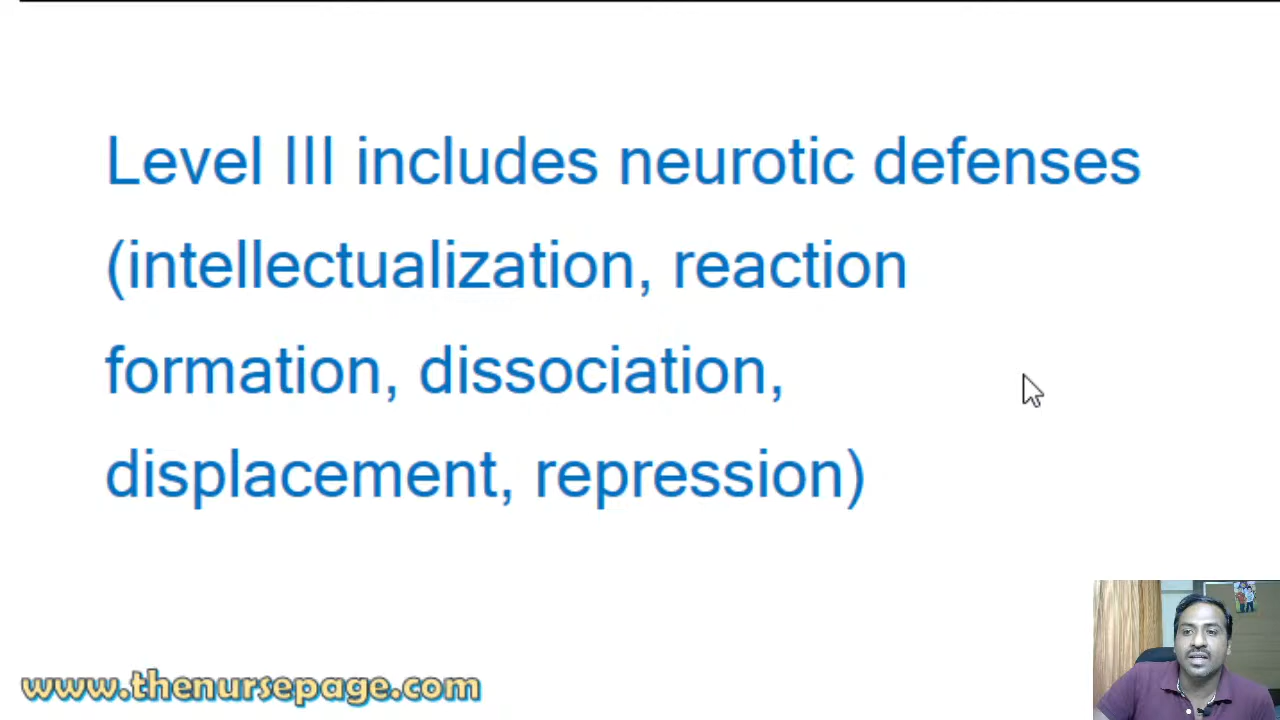 Level III includes neurotic defenses
(intellectualization, reaction
formation, dissociation,
displacement, repression)
www.thenursepage.com